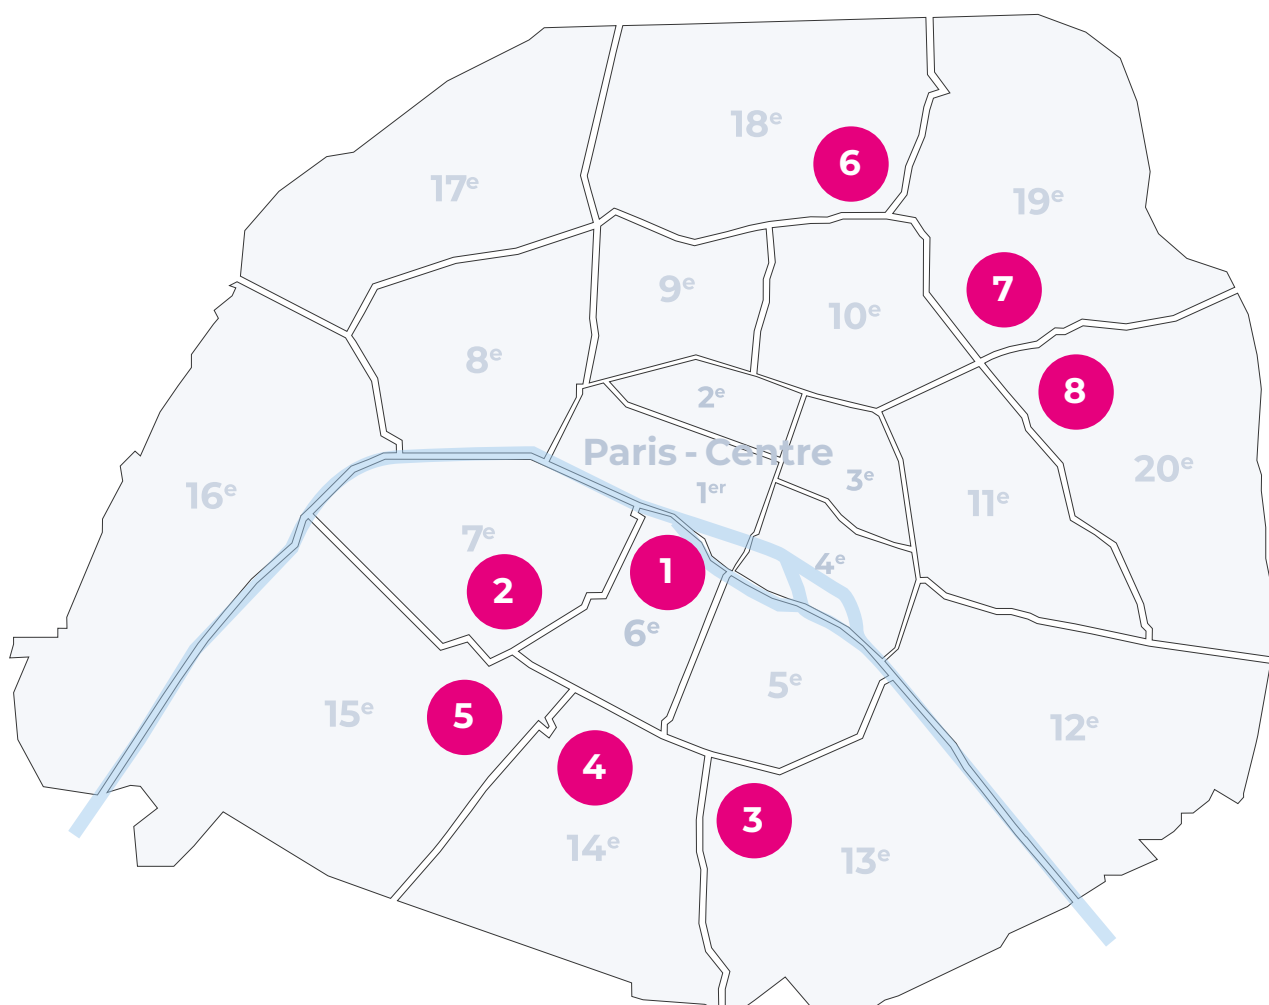 18ᵉ
6
17ᵉ
19ᵉ
9ᵉ
7
10ᵉ
8ᵉ
2ᵉ
8
Paris - Centre
3ᵉ
20ᵉ
16ᵉ
1ᵉʳ
11ᵉ
7ᵉ
4ᵉ
1
2
6ᵉ
5ᵉ
15ᵉ
5
12ᵉ
4
3
14ᵉ
13ᵉ